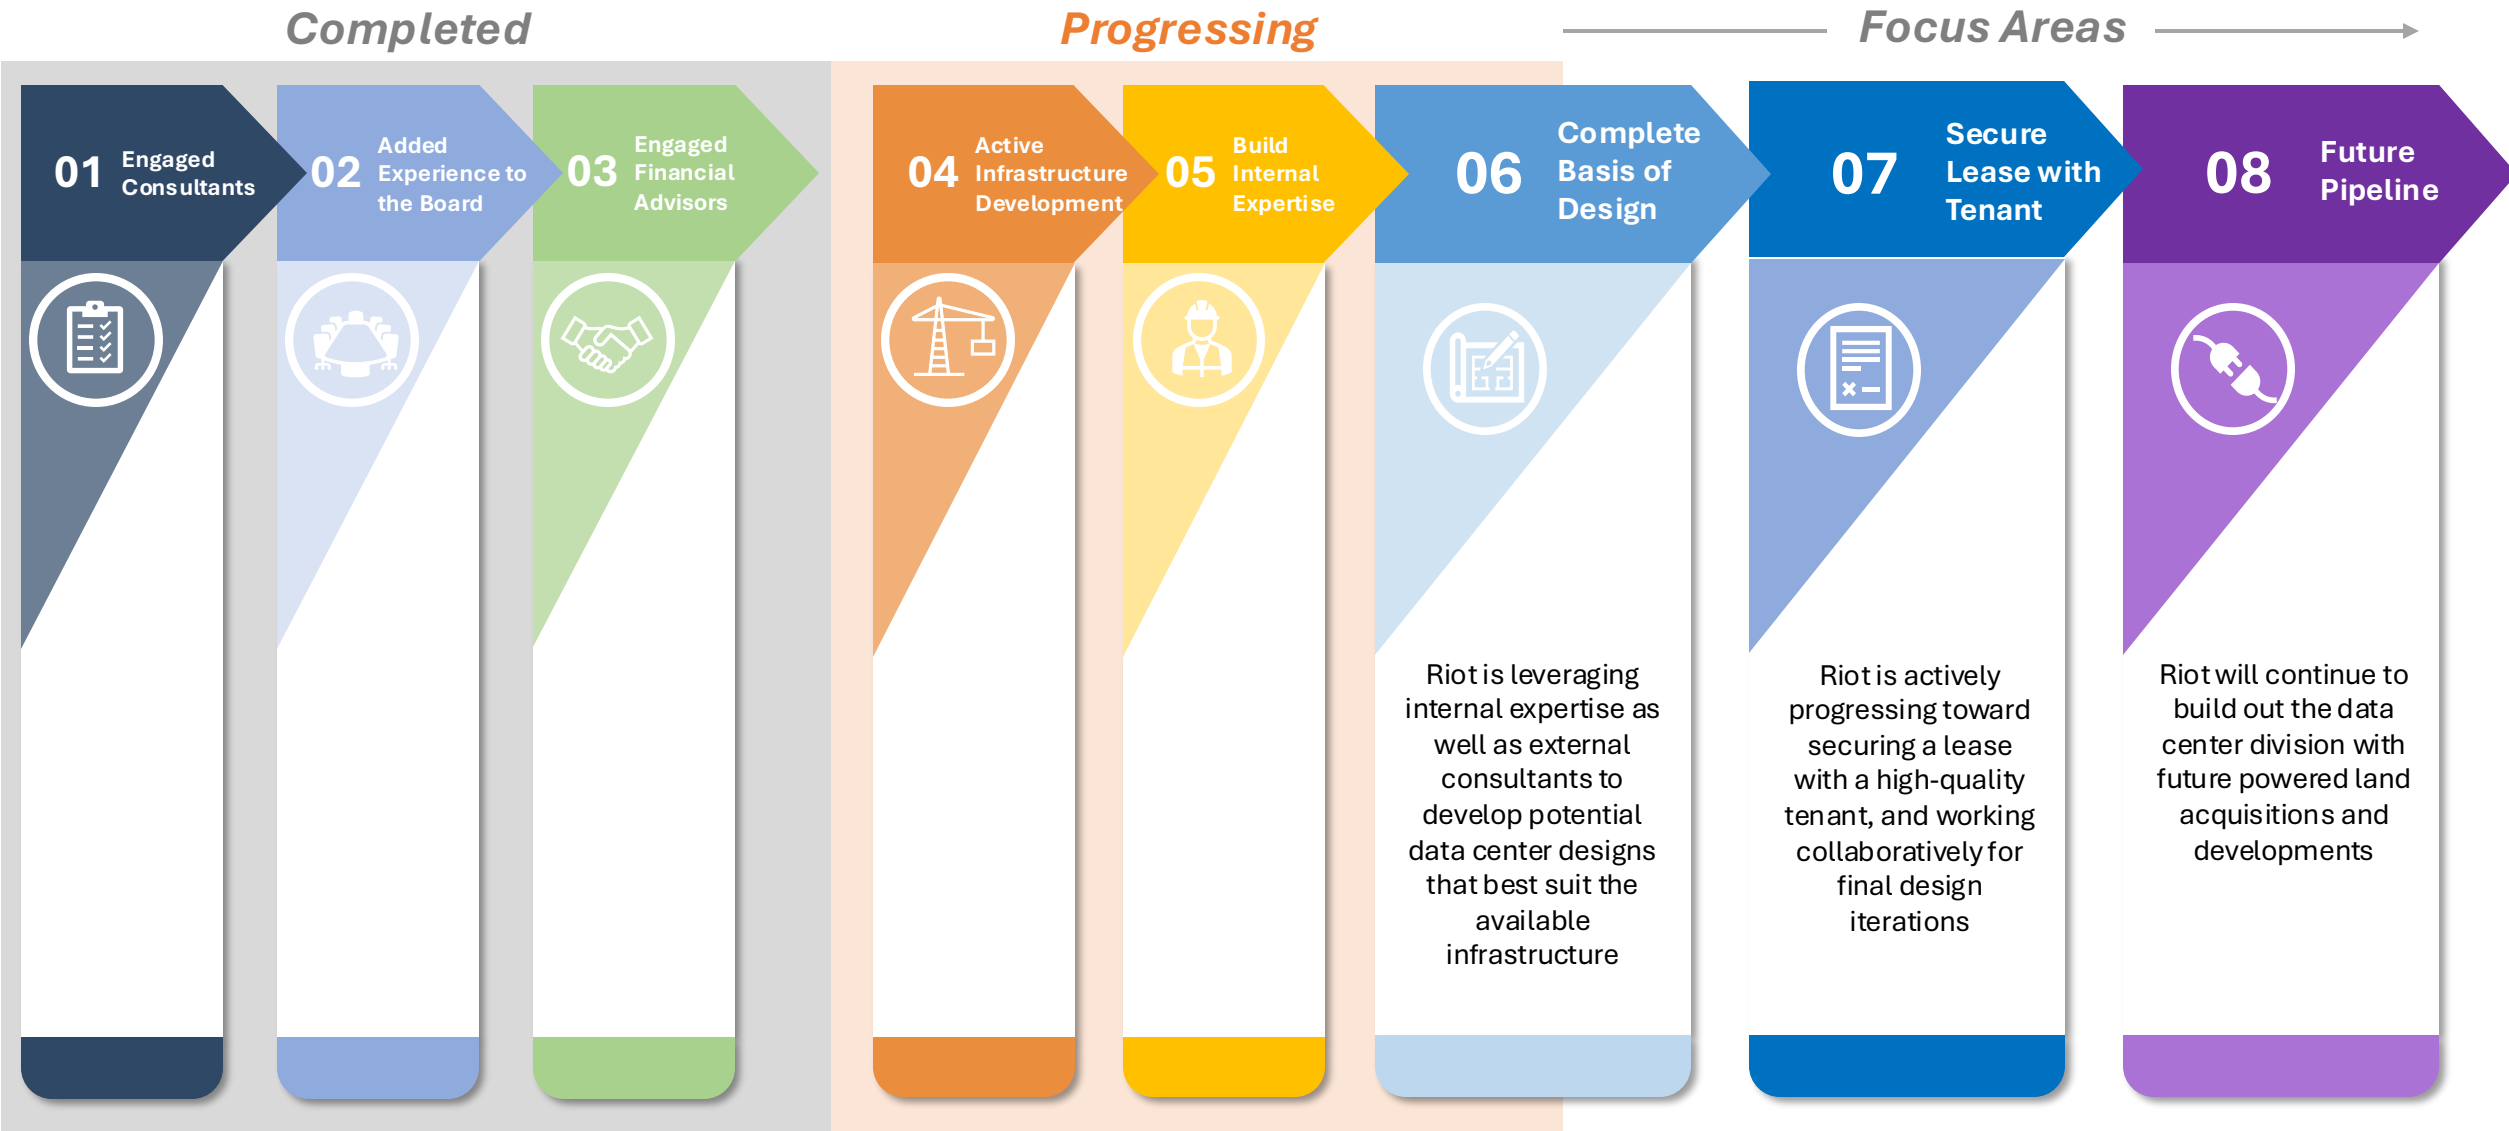 Completed
Progressing
Focus Areas
01
Engaged
Consultants
02
Added
Experience to
the Board
03
Engaged
Financial
Advisors
04
Active
Infrastructure
Development
05
Build
Internal
Expertise
06
Complete
Basis of
Design
07
Secure
Lease with
Tenant
08
Future
Pipeline
Riot is leveraging
internal expertise as
well as external
consultants to
develop potential
data center designs
that best suit the
available
infrastructure
Riot is actively
progressing toward
securing a lease
with a high-quality
tenant, and working
collaboratively for
final design
iterations
Riot will continue to
build out the data
center division with
future powered land
acquisitions and
developments